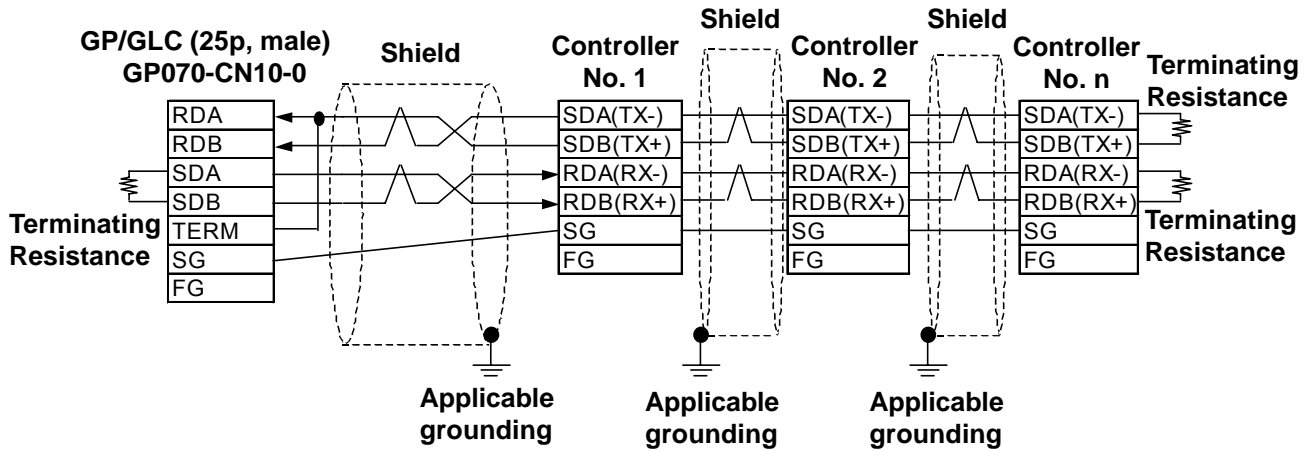 GP/GLC (25p, male)
GP070-CN10-0
RDA
RDB
SDA
SDB
TERM
SG
FG
Terminating
Resistance
Shield
Controller
No. 1
SDA(TX-)
SDB(TX+)
RDA(RX-)
RDB(RX+)
SG
FG
Shield
Controller
No. 2
SDA(TX-)
SDB(TX+)
RDA(RX-)
RDB(RX+)
SG
FG
Shield
Controller
No. n
SDA(TX-)
SDB(TX+)
RDA(RX-)
RDB(RX+)
SG
FG
Terminating
Resistance
Terminating
Resistance
Applicable
grounding
Applicable
grounding
Applicable
grounding